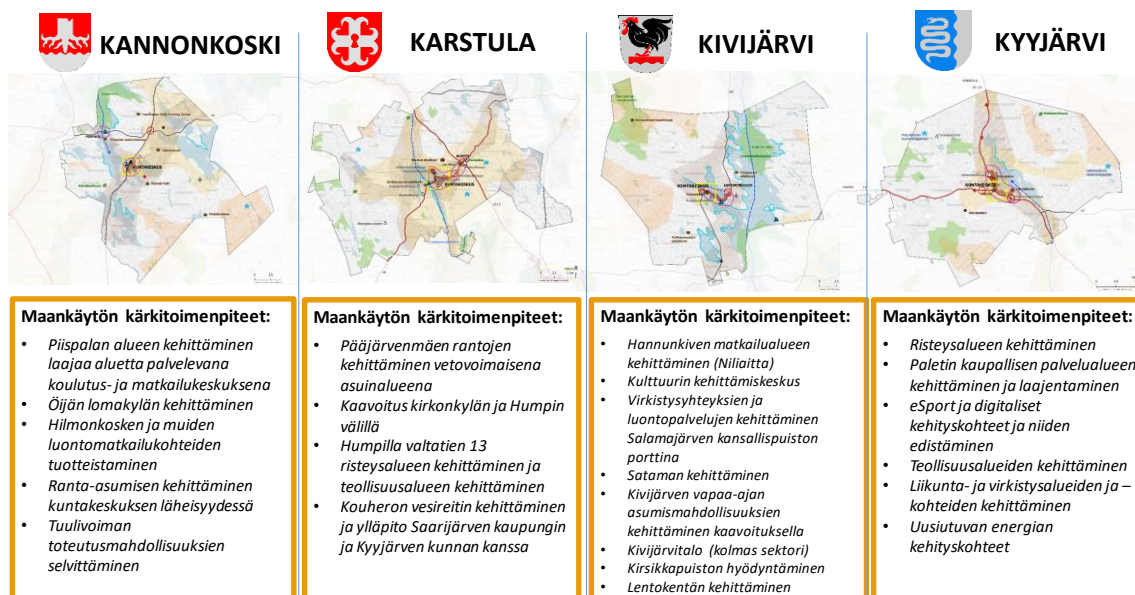 KANNONKOSKI
KARSTULA
KIVIJÄRVI
KYYJÄRVI
KUNTAKESKUS
Maankäytön kärkitoimenpiteet:
• Piispalan alueen kehittäminen
laajaa aluetta palvelevana
koulutus- ja matkailukeskuksena
• Öijän lomakylän kehittäminen
• Hilmonkosken ja muiden
luontomatkailukohteiden
tuotteistaminen
• Ranta-asumisen kehittäminen
kuntakeskuksen läheisyydessä
• Tuulivoiman
toteutusmahdollisuuksien
selvittäminen
Maankäytön kärkitoimenpiteet:
• Pääjärvenmäen rantojen
kehittäminen vetovoimaisena
asuinalueena
• Kaavoitus kirkonkylän ja Humpin
välillä
• Humpilla valtatien 13
risteysalueen kehittäminen ja
teollisuusalueen kehittäminen
• Kouheron vesireitin kehittäminen
ja ylläpito Saarijärven kaupungin
ja Kyyjärven kunnan kanssa
Maankäytön kärkitoimenpiteet:
• Hannunkiven matkailualueen
kehittäminen (Niliaitta)
• Kulttuurin kehittämiskeskus
• Virkistysyhteyksien ja
luontopalvelujen kehittäminen
Salamajärven kansallispuiston
porttina
• Sataman kehittäminen
• Kivijärven vapaa-ajan
asumismahdollisuuksien
kehittäminen kaavoituksella
• Kivijärvitalo (kolmas sektori)
• Kirsikkapuiston hyödyntäminen
• Lentokentän kehittäminen
Maankäytön kärkitoimenpiteet:
• Risteysalueen kehittäminen
• Paletin kaupallisen palvelualueen
kehittäminen ja laajentaminen
• eSport ja digitaliset
kehityskohteet ja niiden
edistäminen
• Teollisuusalueiden kehittäminen
• Liikunta- ja virkistysalueiden ja –
kohteiden kehittäminen
• Uusiutuvan energian
kehityskohteet